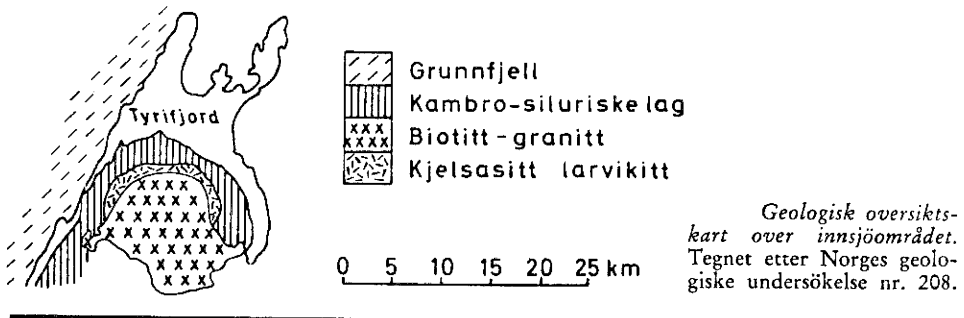 Tyrifjord
Grunnfjell
Kambro-siluriske lag
Biotitt-granitt
Kjelsasitt larvikitt
0 5 10 15 20 25 km
Geologisk oversikts-
kart over innsjöområdet.
Tegnet etter Norges geolo-
giske undersökelse nr. 208.